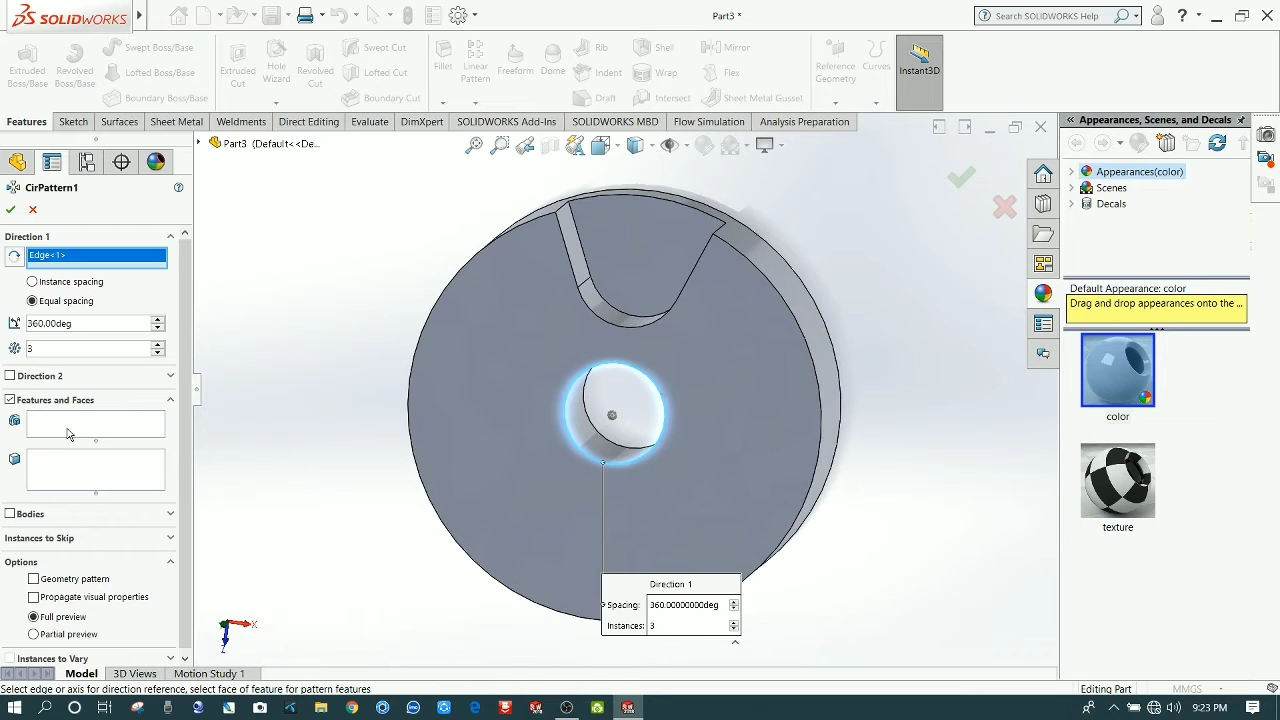 SOLIDWORKS
Part3 *
Search SOLIDWORKS Help
Extruded Boss/Base
Revolved Boss/Base
Swept Boss/Base
Lofted Boss/Base
Boundary Boss/Base
Extruded Cut
Hole Wizard
Revolved Cut
Swept Cut
Lofted Cut
Boundary Cut
Fillet
Linear Pattern
Freeform
Dome
Rib
Indent
Draft
Shell
Wrap
Intersect
Mirror
Flex
Sheet Metal Gusset
Reference Geometry
Curves
Instant3D
Features
Sketch
Surfaces
Sheet Metal
Weldments
Direct Editing
Evaluate
DimXpert
SOLIDWORKS Add-Ins
SOLIDWORKS MBD
Flow Simulation
Analysis Preparation
Appearances, Scenes, and Decals
Part3 (Default<<De...
Appearances(color)
Scenes
Decals
CirPattern1
Direction 1
Edge<1>
Instance spacing
Equal spacing
360.00deg
3
Direction 2
Features and Faces
Bodies
Instances to Skip
Options
Geometry pattern
Propagate visual properties
Full preview
Partial preview
Instances to Vary
Direction 1
Spacing: 360.00000000deg
Instances: 3
Default Appearance: color
Drag and drop appearances onto the ...
color
texture
Model
3D Views
Motion Study 1
Select edge or axis for direction reference, select face of feature for pattern features
Editing Part
MMGS
9:23 PM